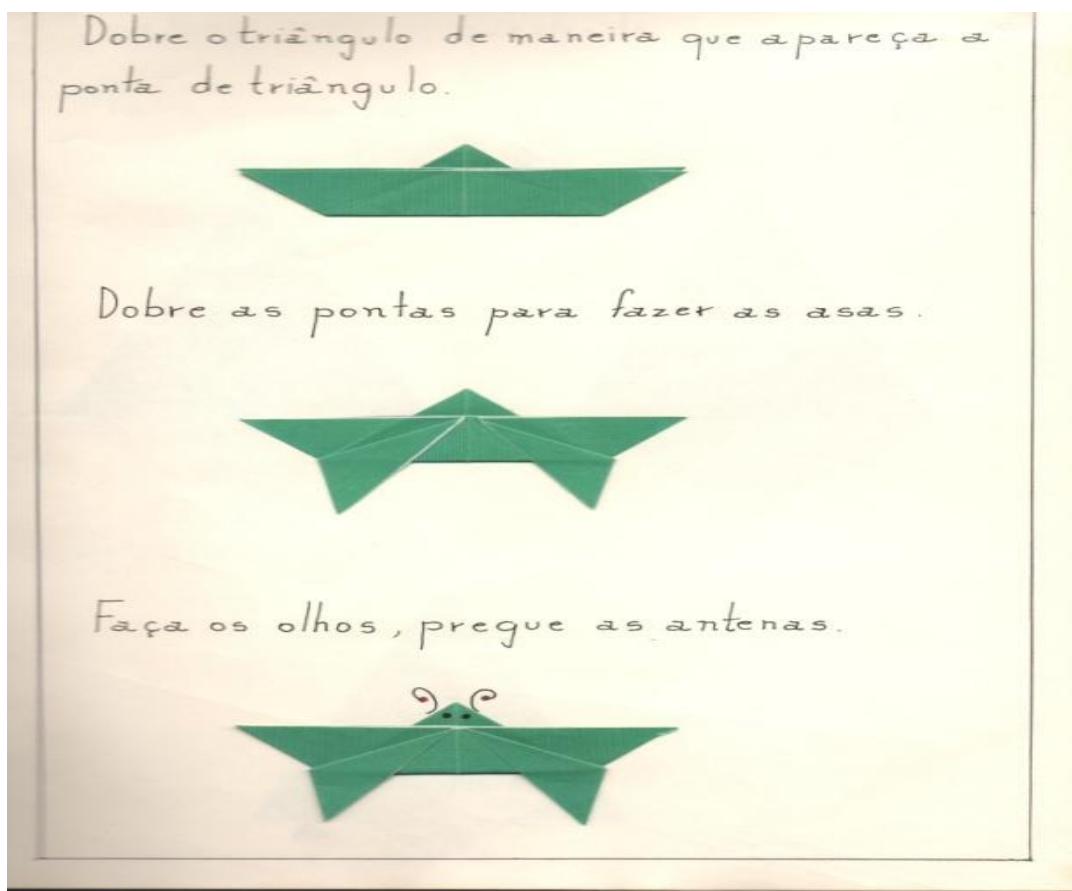 Dobre o triângulo de maneira que apareça a
ponta de triângulo.
Dobre as pontas para fazer as asas.
Faça os olhos, pregue as antenas.